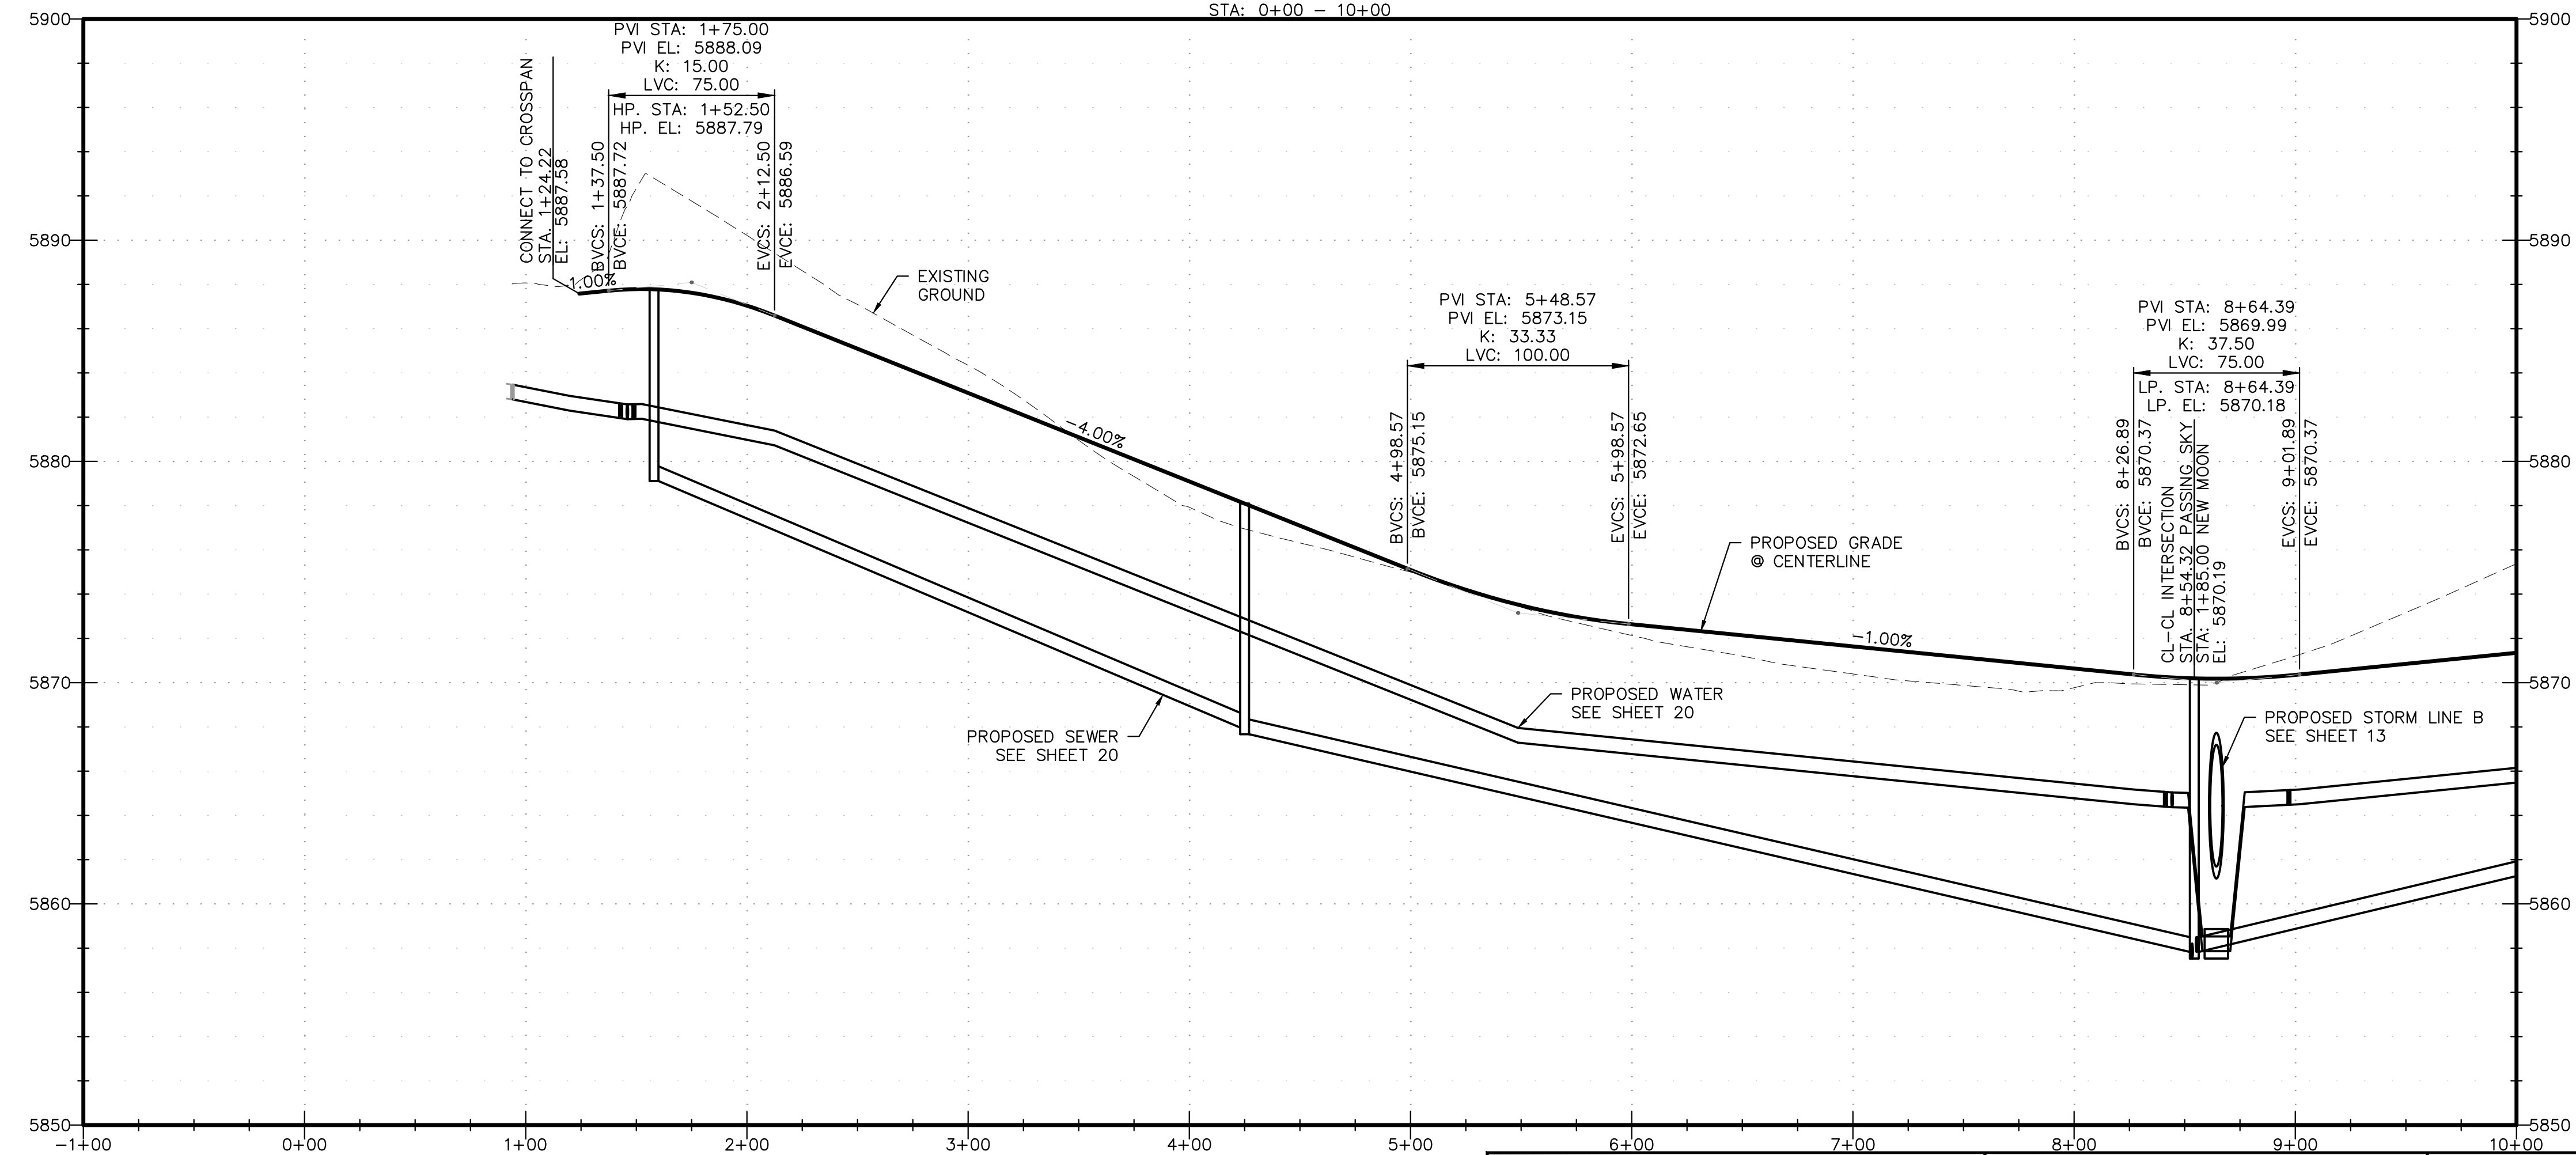 STA: 0+00 - 10+00
5900
5890
5880
5870
5860
5850
5900
5890
5880
5870
5860
5850
-1+00
0+00
1+00
2+00
3+00
4+00
5+00
6+00
7+00
8+00
9+00
10+00
CONNECT TO CROSSPAN
STA. 1+24.22
EL: 5887.58
PVI STA: 1+75.00
PVI EL: 5888.09
K: 15.00
LVC: 75.00
HP. STA: 1+52.50
HP. EL: 5887.79
BVCS: 1+37.50
BVCE: 5887.72
EVCS: 2+12.50
EVCE: 5886.59
1.00%
EXISTING
GROUND
-4.00%
PROPOSED SEWER
SEE SHEET 20
PVI STA: 5+48.57
PVI EL: 5873.15
K: 33.33
LVC: 100.00
BVCS: 4+98.57
BVCE: 5875.15
EVCS: 5+98.57
EVCE: 5872.65
PROPOSED GRADE
@ CENTERLINE
PROPOSED WATER
SEE SHEET 20
-1.00%
PVI STA: 8+64.39
PVI EL: 5869.99
K: 37.50
LVC: 75.00
LP. STA: 8+64.39
LP. EL: 5870.18
BVCS: 8+26.89
BVCE: 5870.37
CL-CL INTERSECTION
STA. 8+54.32 PASSING SKY
STA: 1+85.00 NEW MOON
EL: 5870.19
EVCS: 9+01.89
EVCE: 5870.37
PROPOSED STORM LINE B
SEE SHEET 13